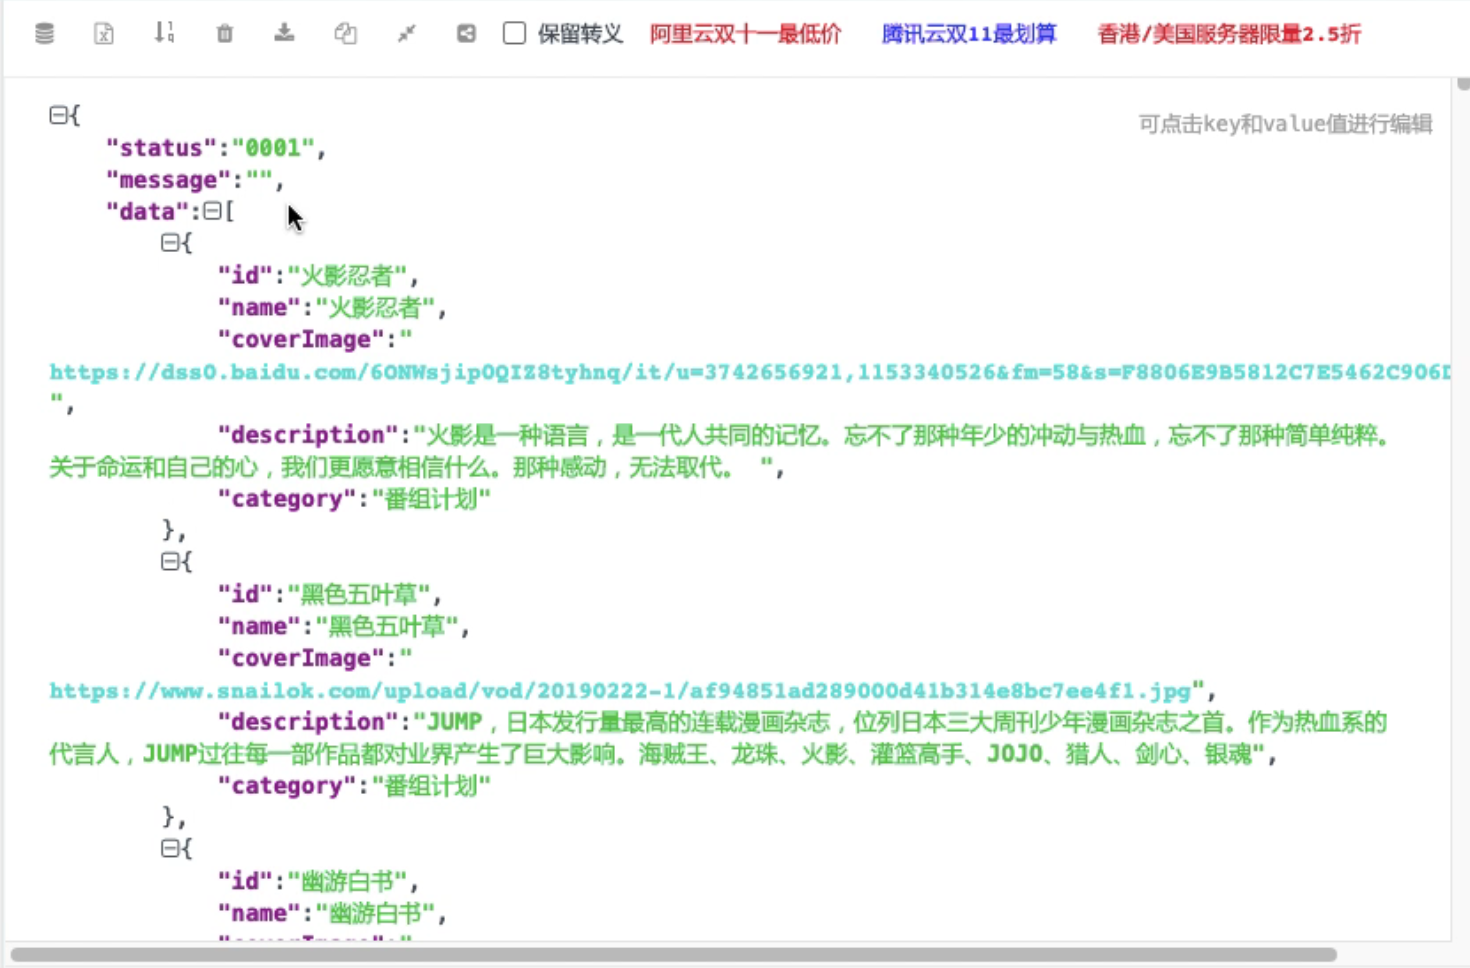 保留转义 阿里云双十一最低价 腾讯云双11最划算 香港/美国服务器限量2.5折
可点击key和value值进行编辑
{
"status":"0001",
"message":"",
"data":[
{
"id":"火影忍者",
"name":"火影忍者",
"coverImage":"
https://dss0.baidu.com/6ONWsjip0QIZ8tyhnq/it/u=3742656921,1153340526&fm=58&s=F8806E9B5812C7E5462C906D
",
"description":"火影是一种语言，是一代人共同的记忆。忘不了那种年少的冲动与热血，忘不了那种简单纯粹。
关于命运和自己的心，我们更愿意相信什么。那种感动，无法取代。 ",
"category":"番组计划"
},
{
"id":"黑色五叶草",
"name":"黑色五叶草",
"coverImage":"
https://www.snailok.com/upload/vod/20190222-1/af94851ad289000d41b314e8bc7ee4f1.jpg",
"description":"JUMP，日本发行量最高的连载漫画杂志，位列日本三大周刊少年漫画杂志之首。作为热血系的
代言人，JUMP过往每一部作品都对业界产生了巨大影响。海贼王、龙珠、火影、灌篮高手、JOJO、猎人、剑心、银魂",
"category":"番组计划"
},
{
"id":"幽游白书",
"name":"幽游白书",